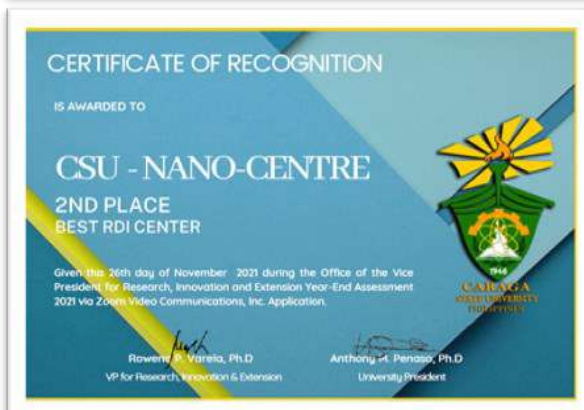 CERTIFICATE OF RECOGNITION
IS AWARDED TO
CSU - NANO-CENTRE
2ND PLACE
BEST RDI CENTER
Given this 26th day of November 2021 during the Office of the Vice
President for Research, Innovation and Extension Year-End Assessment
2021 via Zoom Video Communications, Inc. Application.
Rowena P. Varela, Ph.D
VP for Research, Innovation & Extension
Anthony M. Penaso, Ph,D
University President
1946
CARAGA
STATE UNIVERSITY
PHILIPPINES